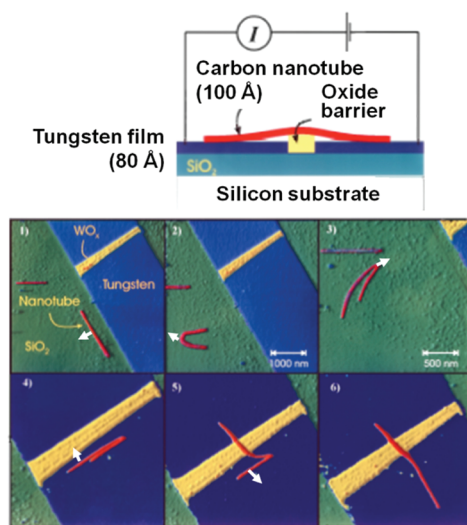 I
Carbon nanotube
(100 Å)
Oxide
barrier
Tungsten film
(80 Å)
SiO₂
Silicon substrate
1)
WOₓ
Tungsten
Nanotube
SiO₂
2)
1000 nm
3)
500 nm
4)
5)
6)